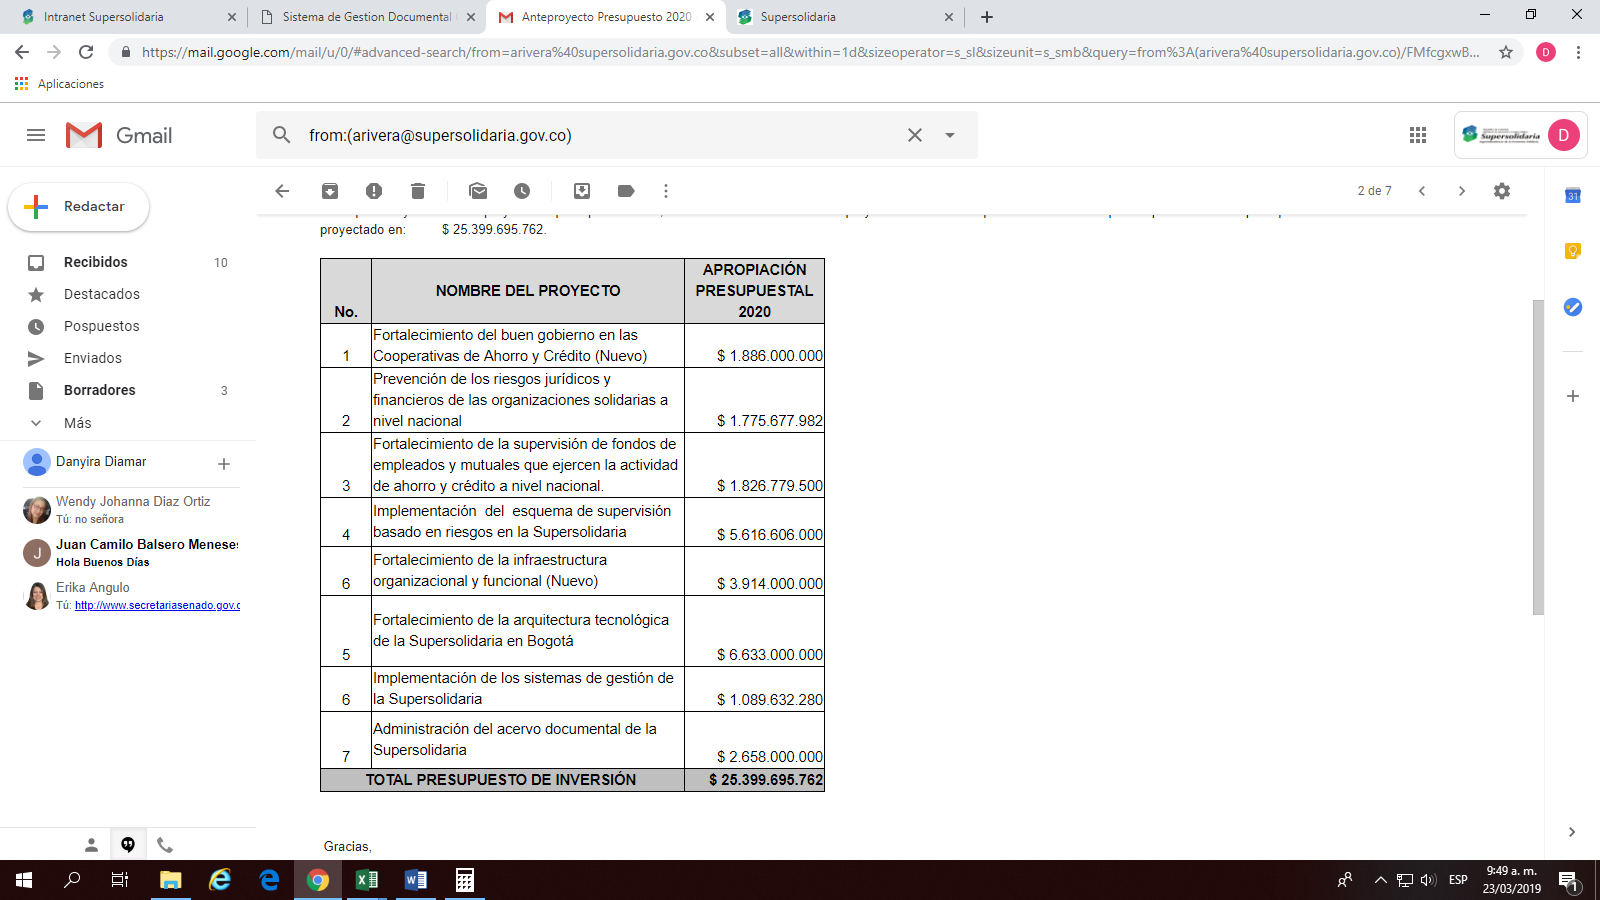 Intranet Supersolidaria
Sistema de Gestion Documental
Anteproyecto Presupuesto 2020
Supersolidaria
https://mail.google.com/mail/u/0/#advanced-search/from=arivera%40supersolidaria.gov.co&subset=all&within=1d&sizeoperator=s_sl&sizeunit=s_smb&query=from%3A(arivera%40supersolidaria.gov.co)/FMfcgxwB...
D
Aplicaciones
Gmail
from:(arivera@supersolidaria.gov.co)
Supersolidaria
D
Redactar
2 de 7
31
Recibidos 10
Destacados
Pospuestos
Enviados
Borradores 3
Más
Danyira Diamar
Wendy Johanna Diaz Ortiz
Tú: no señora
J
Juan Camilo Balsero Meneses
Hola Buenos Días
Erika Angulo
Tú: http://www.secretariasenado.gov.c
proyectado en: $ 25.399.695.762.
No. NOMBRE DEL PROYECTO APROPIACIÓN
PRESUPUESTAL
2020
1 Fortalecimiento del buen gobierno en las
Cooperativas de Ahorro y Crédito (Nuevo) $ 1.886.000.000
2 Prevención de los riesgos jurídicos y
financieros de las organizaciones solidarias a
nivel nacional $ 1.775.677.982
3 Fortalecimiento de la supervisión de fondos de
empleados y mutuales que ejercen la actividad
de ahorro y crédito a nivel nacional. $ 1.826.779.500
4 Implementación del esquema de supervisión
basado en riesgos en la Supersolidaria $ 5.616.606.000
6 Fortalecimiento de la infraestructura
organizacional y funcional (Nuevo) $ 3.914.000.000
5 Fortalecimiento de la arquitectura tecnológica
de la Supersolidaria en Bogotá $ 6.633.000.000
6 Implementación de los sistemas de gestión de
la Supersolidaria $ 1.089.632.280
7 Administración del acervo documental de la
Supersolidaria $ 2.658.000.000
TOTAL PRESUPUESTO DE INVERSIÓN $ 25.399.695.762
Gracias,
ESP
9:49 a. m.
23/03/2019
1